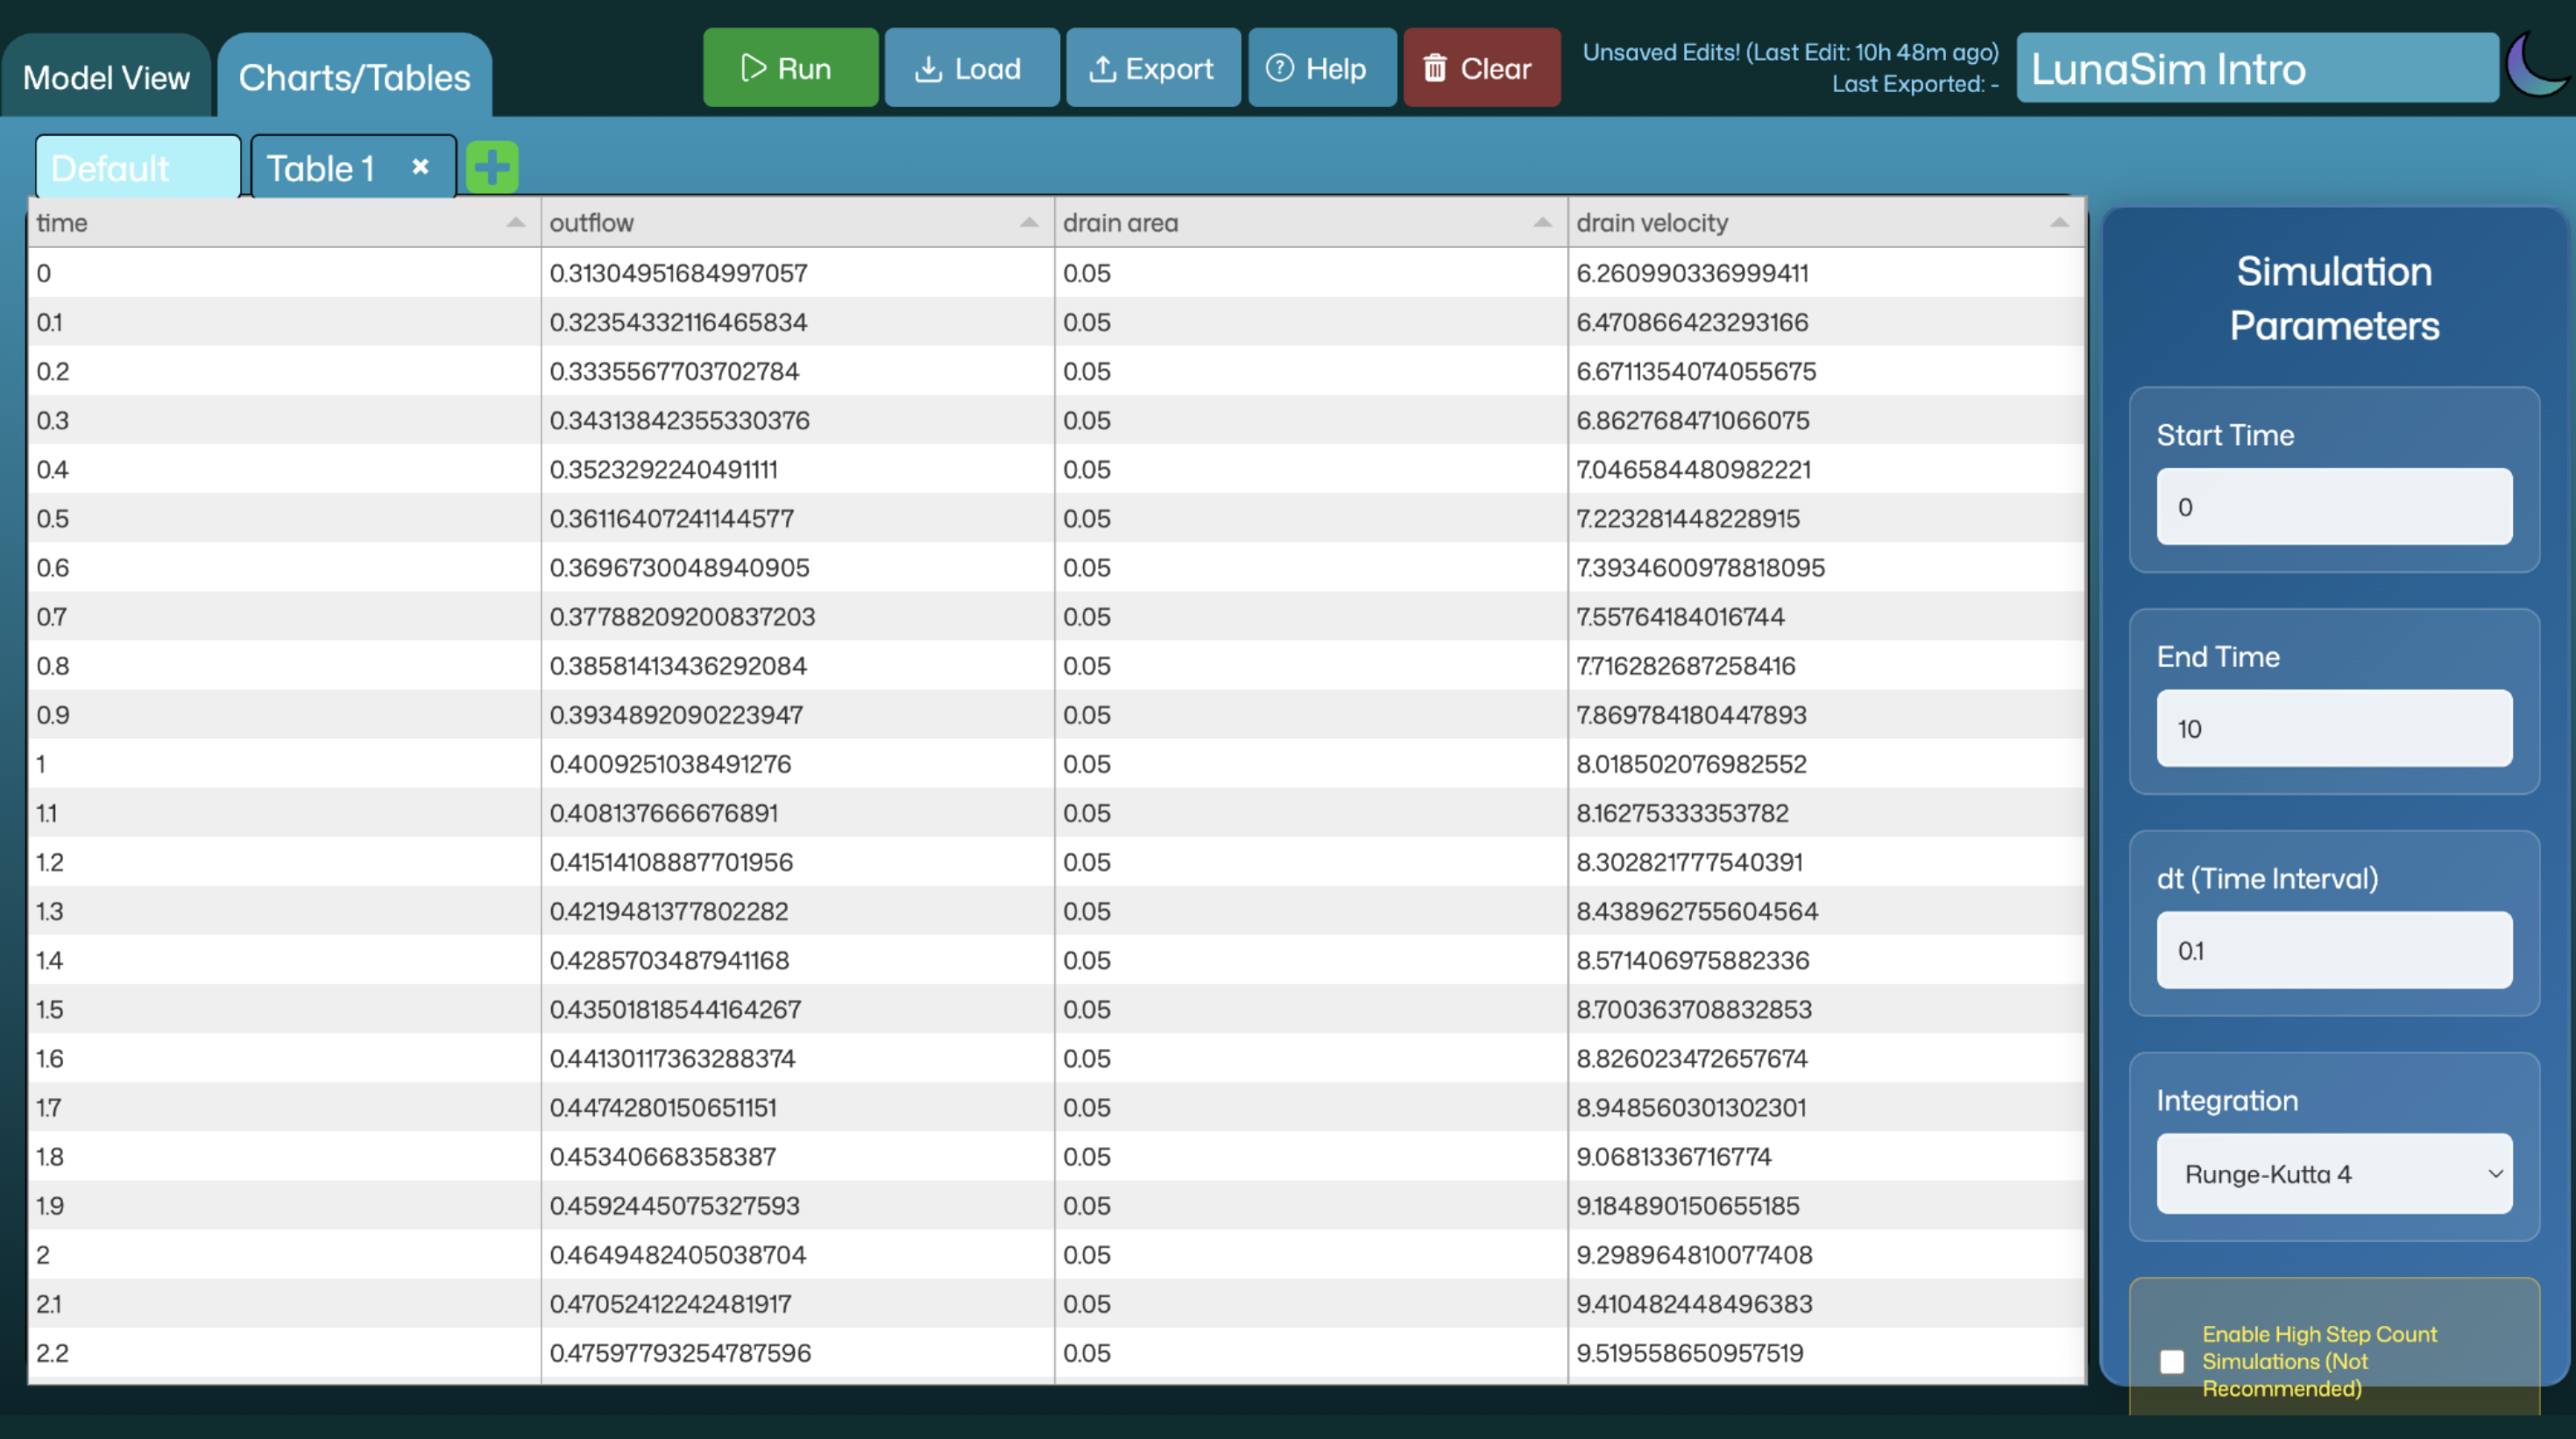 Model View
Charts/Tables
Run
Load
Export
Help
Clear
Unsaved Edits! (Last Edit: 10h 48m ago)
Last Exported: -
LunaSim Intro
Default
Table 1 ×
time outflow drain area drain velocity
0 0.31304951684997057 0.05 6.260990336999411
0.1 0.32354332116465834 0.05 6.470866423293166
0.2 0.3335567703702784 0.05 6.6711354074055675
0.3 0.34313842355330376 0.05 6.862768471066075
0.4 0.3523292240491111 0.05 7.046584480982221
0.5 0.36116407241144577 0.05 7.223281448228915
0.6 0.3696730048940905 0.05 7.3934600978818095
0.7 0.37788209200837203 0.05 7.55764184016744
0.8 0.38581413436292084 0.05 7.716282687258416
0.9 0.3934892090223947 0.05 7.869784180447893
1 0.4009251038491276 0.05 8.018502076982552
1.1 0.408137666676891 0.05 8.16275333353782
1.2 0.41514108887701956 0.05 8.302821777540391
1.3 0.4219481377802282 0.05 8.438962755604564
1.4 0.4285703487941168 0.05 8.571406975882336
1.5 0.43501818544164267 0.05 8.700363708832853
1.6 0.44130117363288374 0.05 8.826023472657674
1.7 0.4474280150651151 0.05 8.948560301302301
1.8 0.45340668358387 0.05 9.0681336716774
1.9 0.4592445075327593 0.05 9.184890150655185
2 0.4649482405038704 0.05 9.298964810077408
2.1 0.47052412242481917 0.05 9.410482448496383
2.2 0.47597793254787596 0.05 9.519558650957519
Simulation
Parameters
Start Time
0
End Time
10
dt (Time Interval)
0.1
Integration
Runge-Kutta 4
Enable High Step Count
Simulations (Not
Recommended)